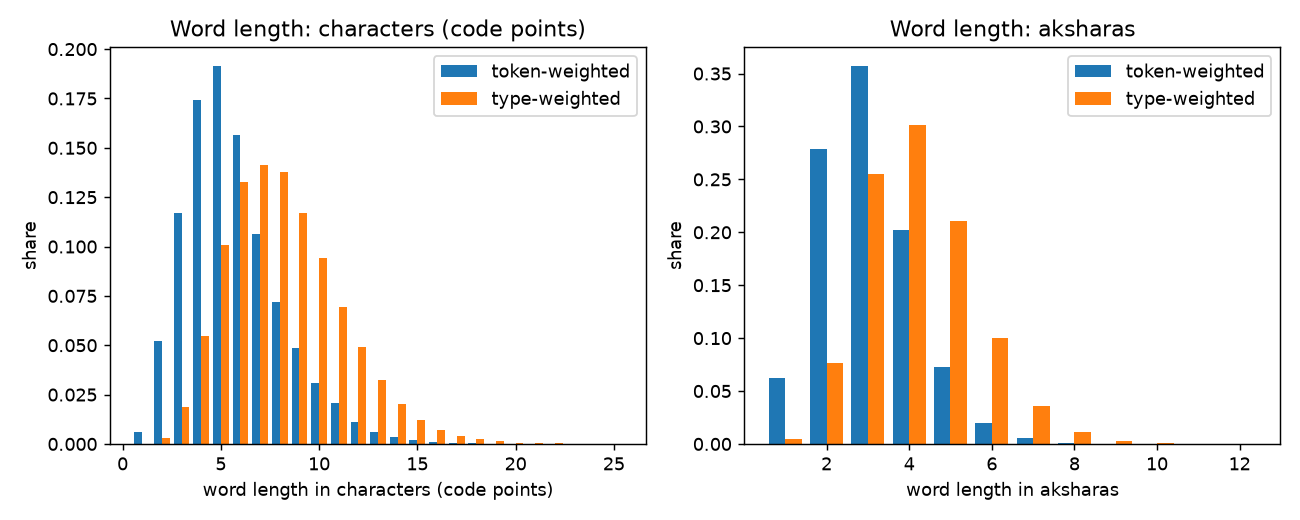 Word length: characters (code points)
0.200
0.175
0.150
0.125
0.100
0.075
0.050
0.025
0.000
share
token-weighted
type-weighted
0 5 10 15 20 25
word length in characters (code points)
Word length: aksharas
0.35
0.30
0.25
0.20
0.15
0.10
0.05
0.00
share
token-weighted
type-weighted
2 4 6 8 10 12
word length in aksharas